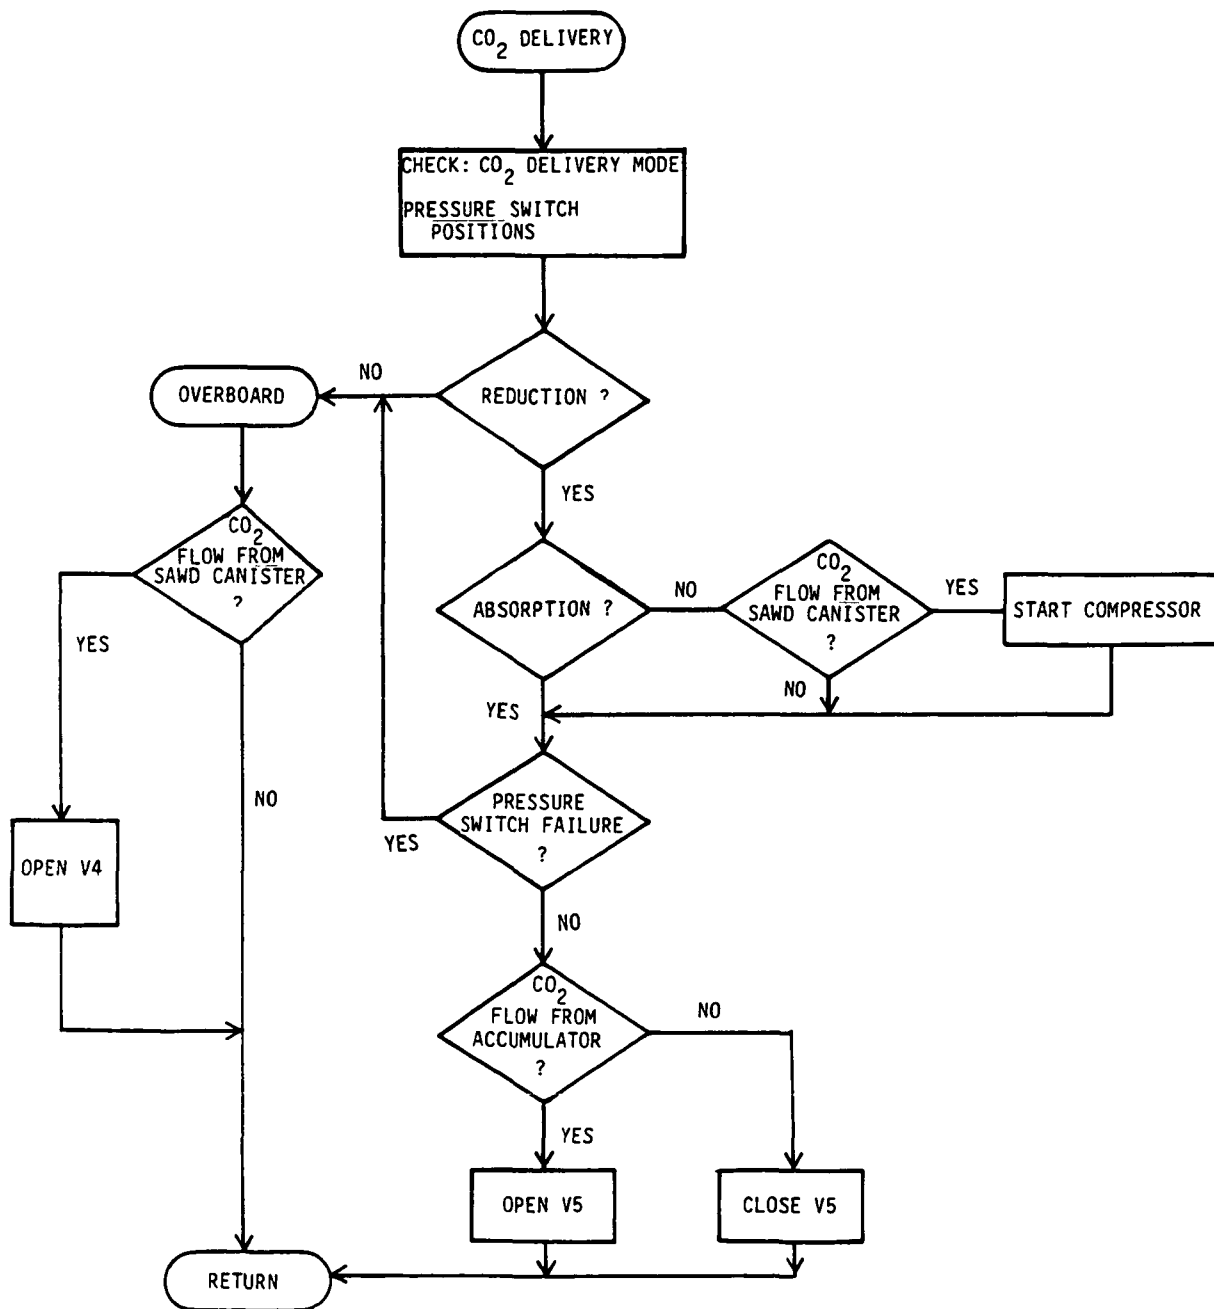 CO2 DELIVERY
CHECK: CO2 DELIVERY MODE
PRESSURE SWITCH
POSITIONS
REDUCTION ?
NO
OVERBOARD
YES
CO2
FLOW FROM
SAWD CANISTER
?
YES
NO
OPEN V4
ABSORPTION ?
NO
CO2
FLOW FROM
SAWD CANISTER
?
YES
START COMPRESSOR
NO
YES
PRESSURE
SWITCH FAILURE
?
YES
NO
CO2
FLOW FROM
ACCUMULATOR
?
NO
YES
OPEN V5
CLOSE V5
RETURN